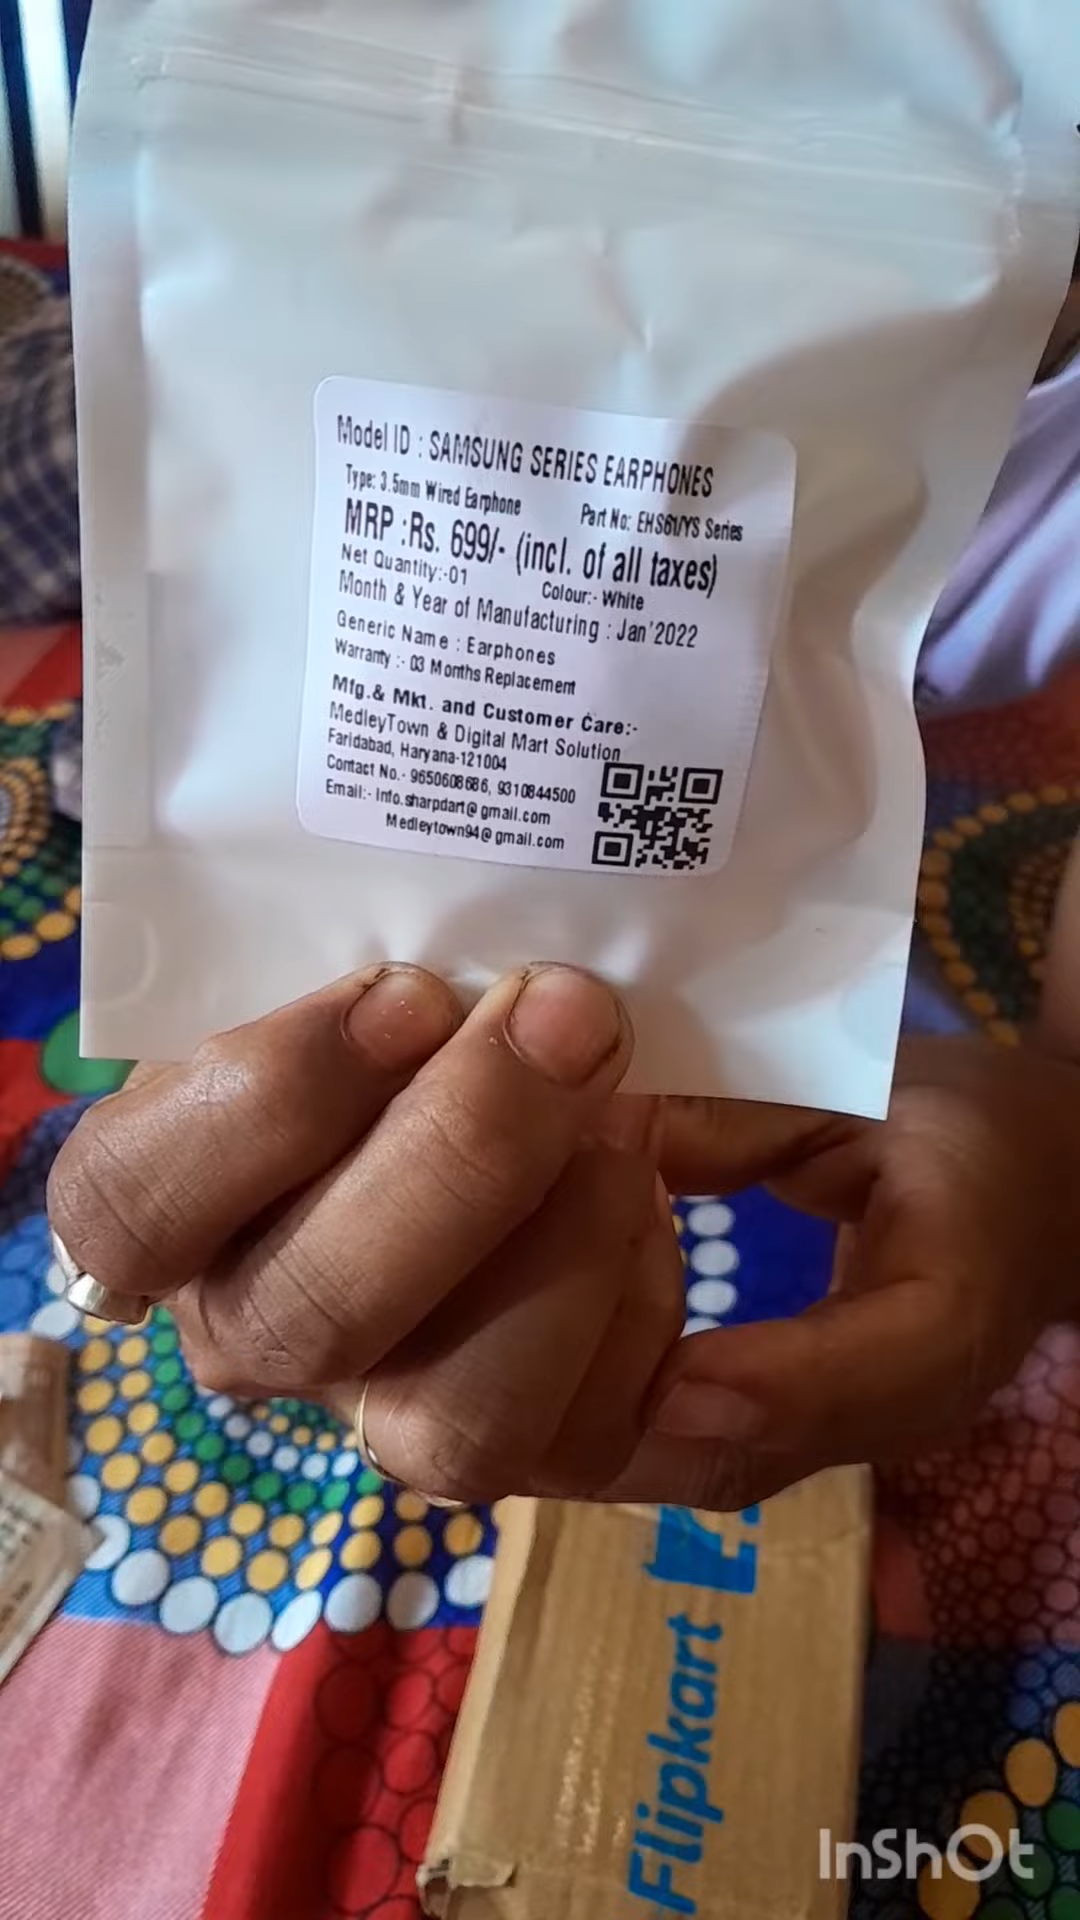 Model ID : SAMSUNG SERIES EARPHONES
Type: 3.5mm Wired Earphone Part No: EHS61/YS Series
MRP :Rs. 699/- (incl. of all taxes)
Net Quantity:-01 Colour:- White
Month & Year of Manufacturing : Jan'2022
Generic Name : Earphones
Warranty :- 03 Months Replacement
Mfg.& Mkt. and Customer Care:-
MedleyTown & Digital Mart Solution
Faridabad, Haryana-121004
Contact No.- 9650608686, 9310844500
Email:- Info.sharpdart@gmail.com
Medleytown94@gmail.com
Flipkart
InShOt